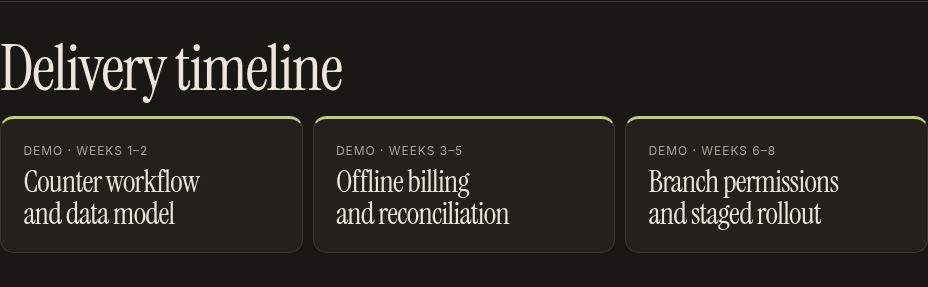 Delivery timeline
DEMO · WEEKS 1–2
Counter workflow
and data model
DEMO · WEEKS 3–5
Offline billing
and reconciliation
DEMO · WEEKS 6–8
Branch permissions
and staged rollout